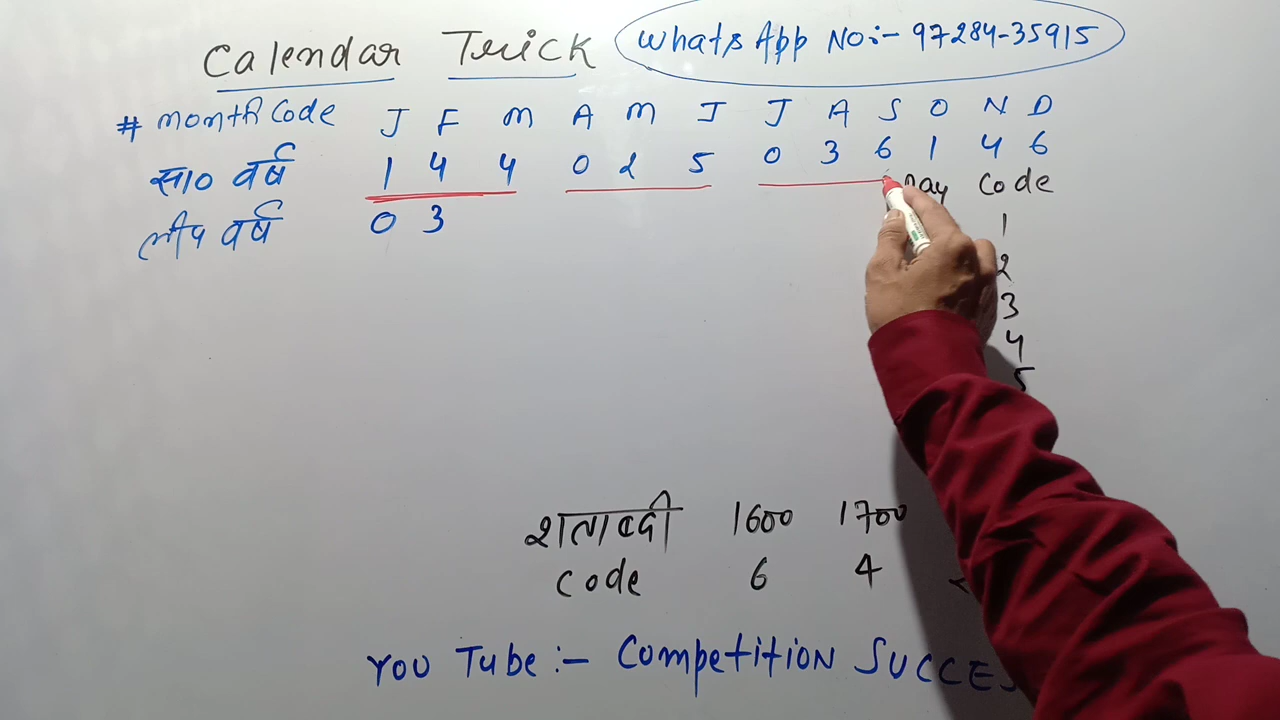 Calendar Trick
WhatsApp No:- 97284-35915
# Month Code J F M A M J J A S O N D
सा० वर्ष 1 4 4 0 2 5 0 3 6 1 4 6
लीप वर्ष 0 3
Day Code
1
2
3
4
5
शताब्दी 1600 1700
Code 6 4
You Tube:- Competition SUCCES